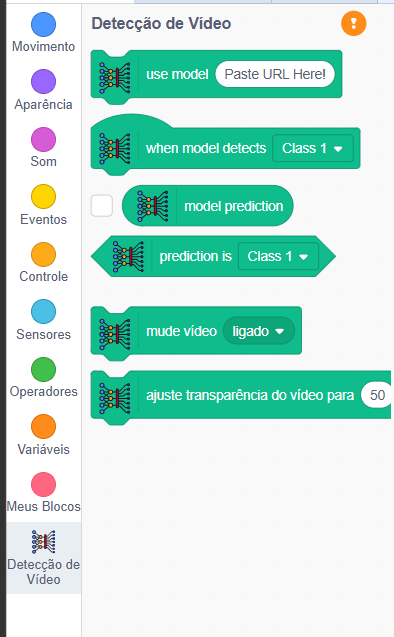 Detecção de Vídeo
!
Movimento
Aparência
Som
Eventos
Controle
Sensores
Operadores
Variáveis
Meus Blocos
Detecção de
Vídeo
use model Paste URL Here!
when model detects Class 1
model prediction
prediction is Class 1
mude vídeo ligado
ajuste transparência do vídeo para 50